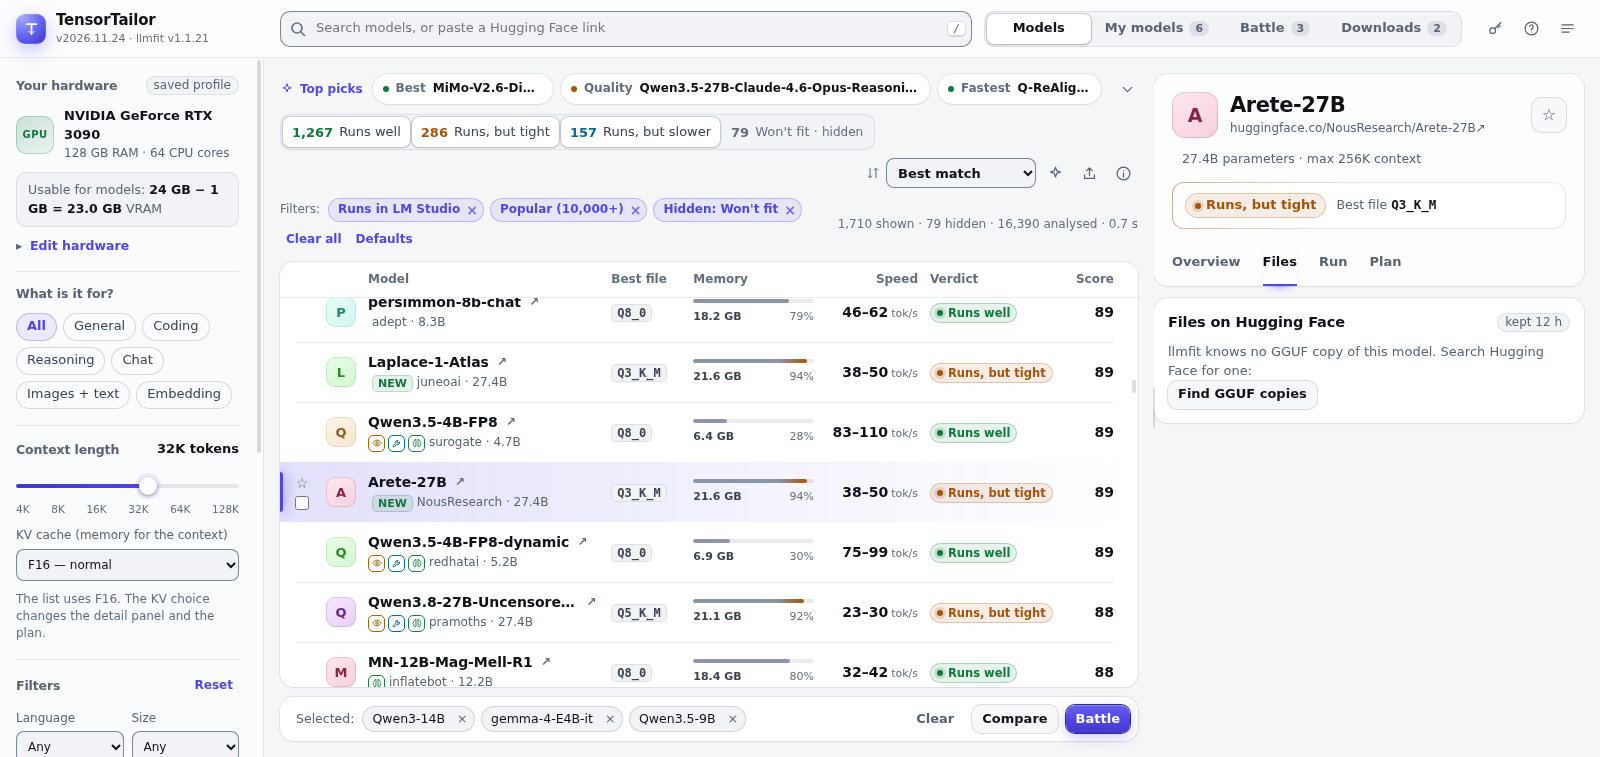 TensorTailor
v2026.11.24 · llmfit v1.1.21
Search models, or paste a Hugging Face link
/
Models
My models 6
Battle 3
Downloads 2
Your hardware
saved profile
GPU
NVIDIA GeForce RTX
3090
128 GB RAM · 64 CPU cores
Usable for models: 24 GB − 1
GB = 23.0 GB VRAM
▸ Edit hardware
What is it for?
All
General
Coding
Reasoning
Chat
Images + text
Embedding
Context length
32K tokens
4K 8K 16K 32K 64K 128K
KV cache (memory for the context)
F16 — normal
The list uses F16. The KV choice
changes the detail panel and the
plan.
Filters
Reset
Language
Size
Any
Any
Top picks
Best MiMo-V2.6-Di…
Quality Qwen3.5-27B-Claude-4.6-Opus-Reasoni…
Fastest Q-ReAlig…
1,267 Runs well
286 Runs, but tight
157 Runs, but slower
79 Won't fit · hidden
Best match
Filters:
Runs in LM Studio ×
Popular (10,000+) ×
Hidden: Won't fit ×
Clear all
Defaults
1,710 shown · 79 hidden · 16,390 analysed · 0.7 s
Model Best file Memory Speed Verdict Score
P
persimmon-8b-chat ↗
adept · 8.3B
Q8_0
18.2 GB 79%
46–62 tok/s
Runs well
89
L
Laplace-1-Atlas ↗
NEW juneoai · 27.4B
Q3_K_M
21.6 GB 94%
38–50 tok/s
Runs, but tight
89
Q
Qwen3.5-4B-FP8 ↗
surogate · 4.7B
Q8_0
6.4 GB 28%
83–110 tok/s
Runs well
89
☆
A
Arete-27B ↗
NEW NousResearch · 27.4B
Q3_K_M
21.6 GB 94%
38–50 tok/s
Runs, but tight
89
Q
Qwen3.5-4B-FP8-dynamic ↗
redhatai · 5.2B
Q8_0
6.9 GB 30%
75–99 tok/s
Runs well
89
Q
Qwen3.8-27B-Uncensore… ↗
pramoths · 27.4B
Q5_K_M
21.1 GB 92%
23–30 tok/s
Runs, but tight
88
M
MN-12B-Mag-Mell-R1 ↗
inflatebot · 12.2B
Q8_0
18.4 GB 80%
32–42 tok/s
Runs well
88
Selected:
Qwen3-14B ×
gemma-4-E4B-it ×
Qwen3.5-9B ×
Clear
Compare
Battle
A
Arete-27B
huggingface.co/NousResearch/Arete-27B↗
☆
27.4B parameters · max 256K context
Runs, but tight
Best file Q3_K_M
Overview
Files
Run
Plan
Files on Hugging Face
kept 12 h
llmfit knows no GGUF copy of this model. Search Hugging
Face for one:
Find GGUF copies